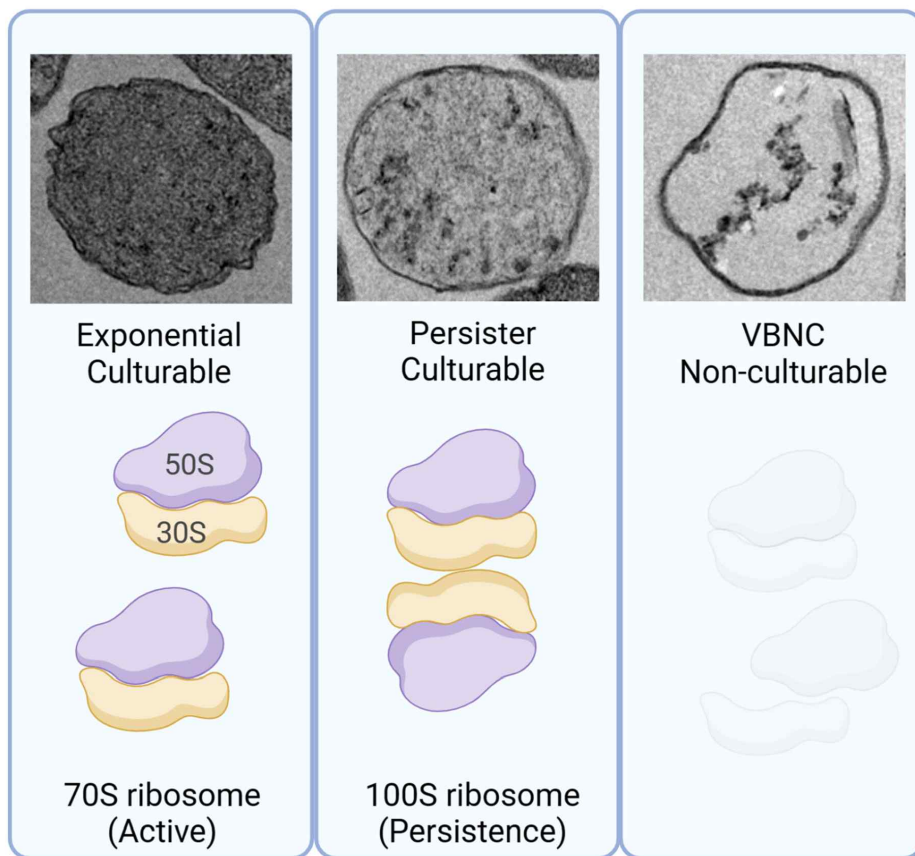 Exponential
Culturable
Persister
Culturable
VBNC
Non-culturable
50S
30S
70S ribosome
(Active)
100S ribosome
(Persistence)